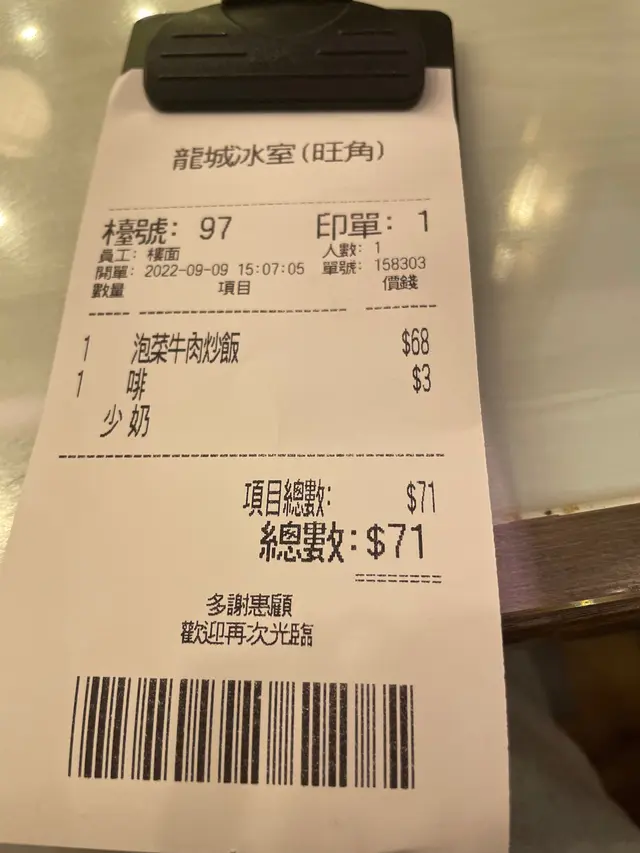 龍城冰室(旺角)
檯號: 97 印單: 1
員工: 樓面 人數: 1
開單: 2022-09-09 15:07:05 單號: 158303
數量 項目 價錢
1 泡菜牛肉炒飯 $68
1 啡 $3
少奶
項目總數: $71
總數: $71
多謝惠顧
歡迎再次光臨